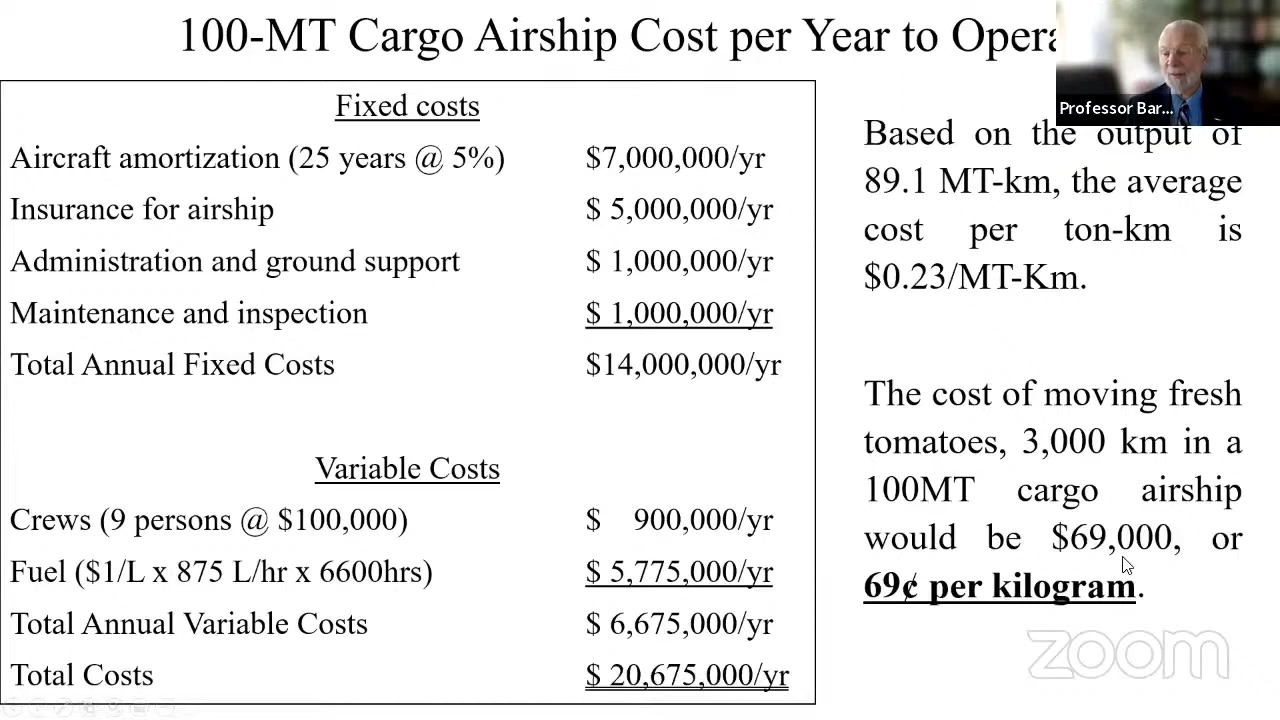 100-MT Cargo Airship Cost per Year to Opera
Professor Bar...
Fixed costs
Aircraft amortization (25 years @ 5%) $7,000,000/yr
Insurance for airship $ 5,000,000/yr
Administration and ground support $ 1,000,000/yr
Maintenance and inspection $ 1,000,000/yr
Total Annual Fixed Costs $14,000,000/yr
Variable Costs
Crews (9 persons @ $100,000) $ 900,000/yr
Fuel ($1/L x 875 L/hr x 6600hrs) $ 5,775,000/yr
Total Annual Variable Costs $ 6,675,000/yr
Total Costs $ 20,675,000/yr
Based on the output of
89.1 MT-km, the average
cost per ton-km is
$0.23/MT-Km.
The cost of moving fresh
tomatoes, 3,000 km in a
100MT cargo airship
would be $69,000, or
69¢ per kilogram.
zoom